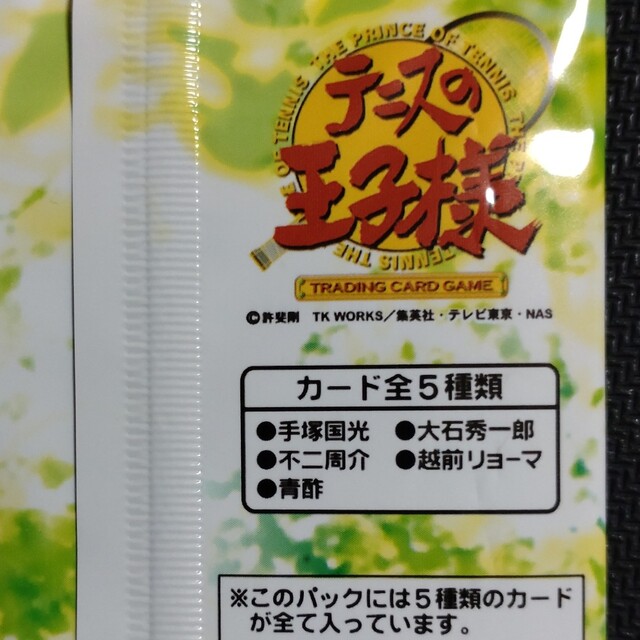 THE PRINCE OF TENNIS
テニスの
王子様
TRADING CARD GAME
©許斐剛 TK WORKS／集英社・テレビ東京・NAS
カード全５種類
●手塚国光 ●大石秀一郎
●不二周介 ●越前リョーマ
●青酢
※このパックには５種類のカード
が全て入っています。